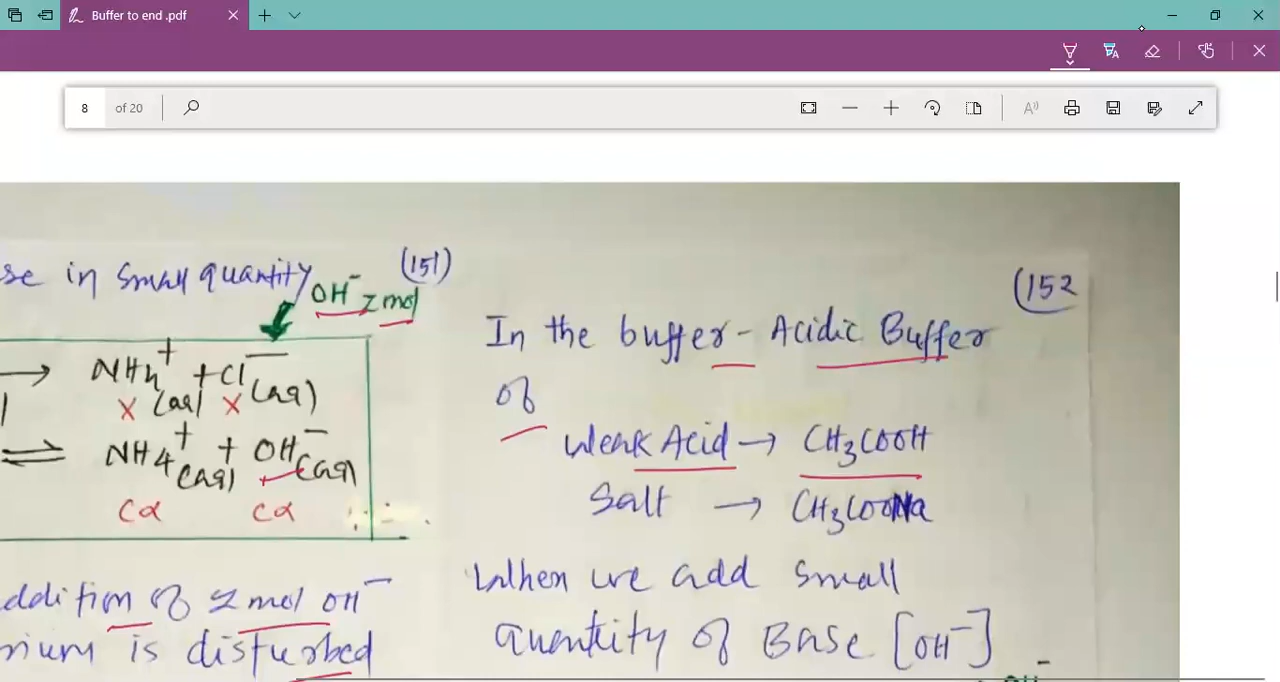 Buffer to end .pdf
8 of 20
se in small quantity
(151)
OH⁻ z mol
→ NH4⁺ + Cl⁻(aq)
x (aq) x
⇌ NH4⁺(aq) + OH⁻(aq)
Cα Cα
ddition of z mol OH⁻
rium is disturbed
(152
In the buffer - Acidic Buffer
of
Weak Acid → CH3COOH
Salt → CH3COONa
When we add small
quantity of Base [OH⁻]